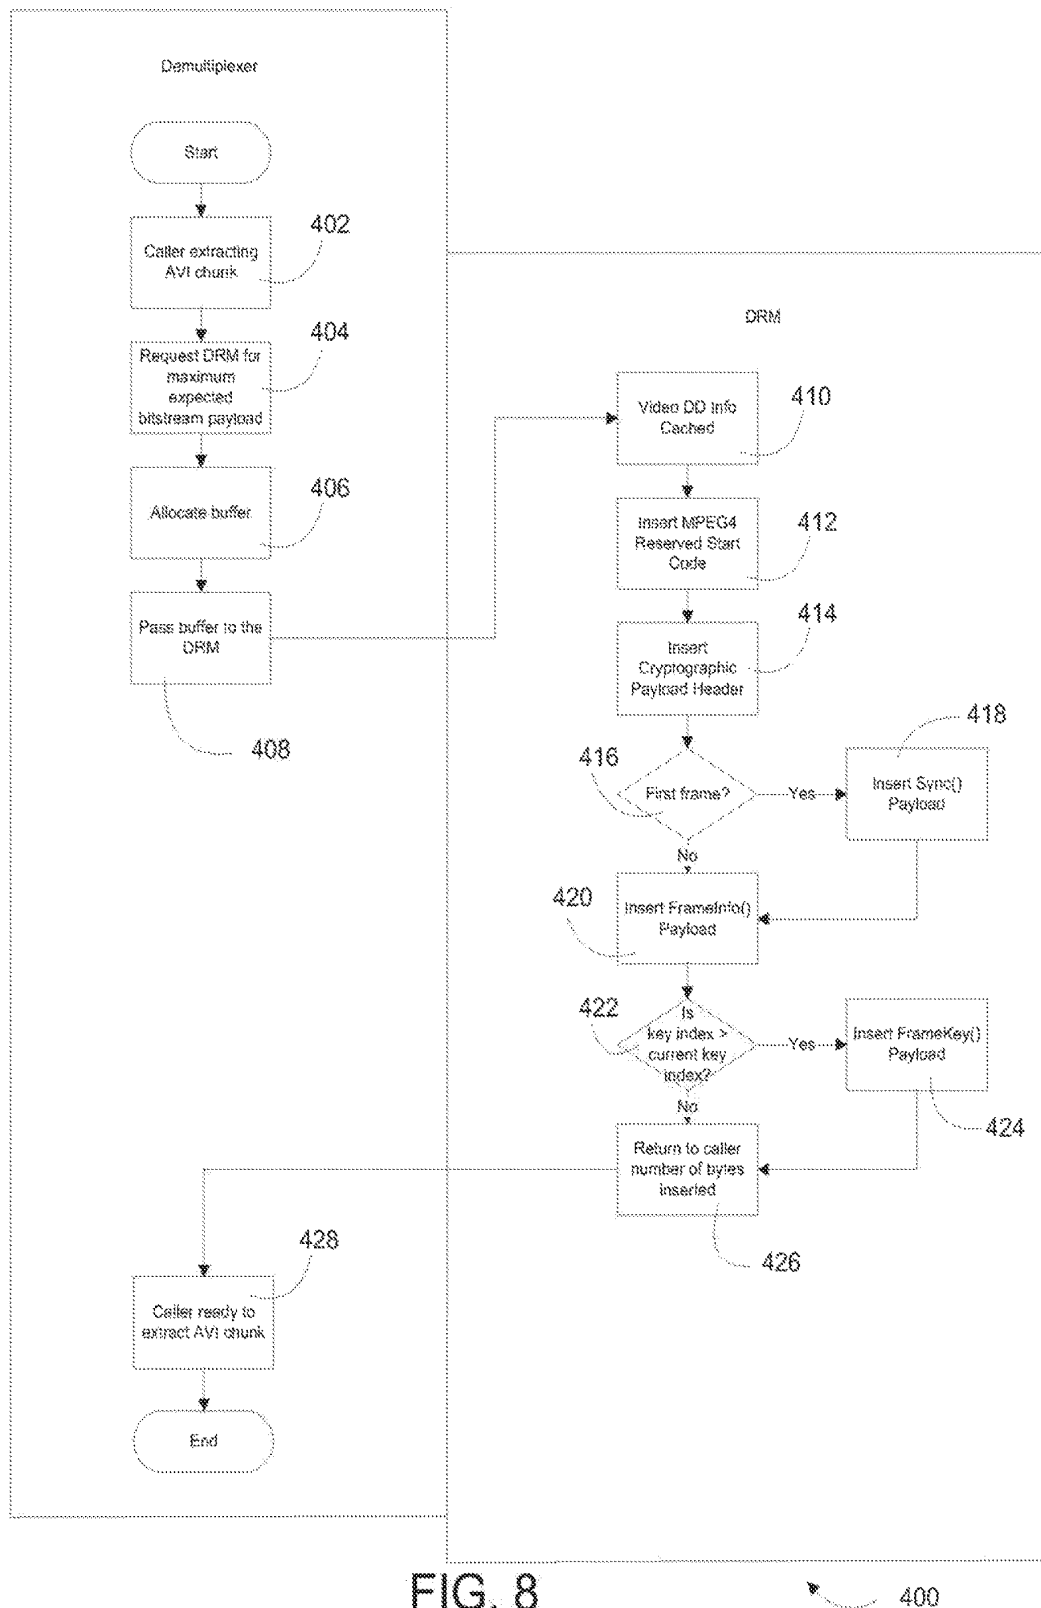 Demultiplexer
Start
402
Caller extracting
AVI chunk
404
Request DRM for
maximum
expected
bitstream payload
406
Allocate buffer
Pass buffer to the
DRM
408
DRM
410
Video DD Info
Cached
412
Insert MPEG4
Reserved Start
Code
414
Insert
Cryptographic
Payload Header
416
First frame?
Yes
418
Insert Sync()
Payload
No
420
Insert FrameInfo()
Payload
422
Is
key index >
current key
index?
Yes
Insert FrameKey()
Payload
424
No
Return to caller
number of bytes
inserted
426
428
Caller ready to
extract AVI chunk
End
FIG. 8
400